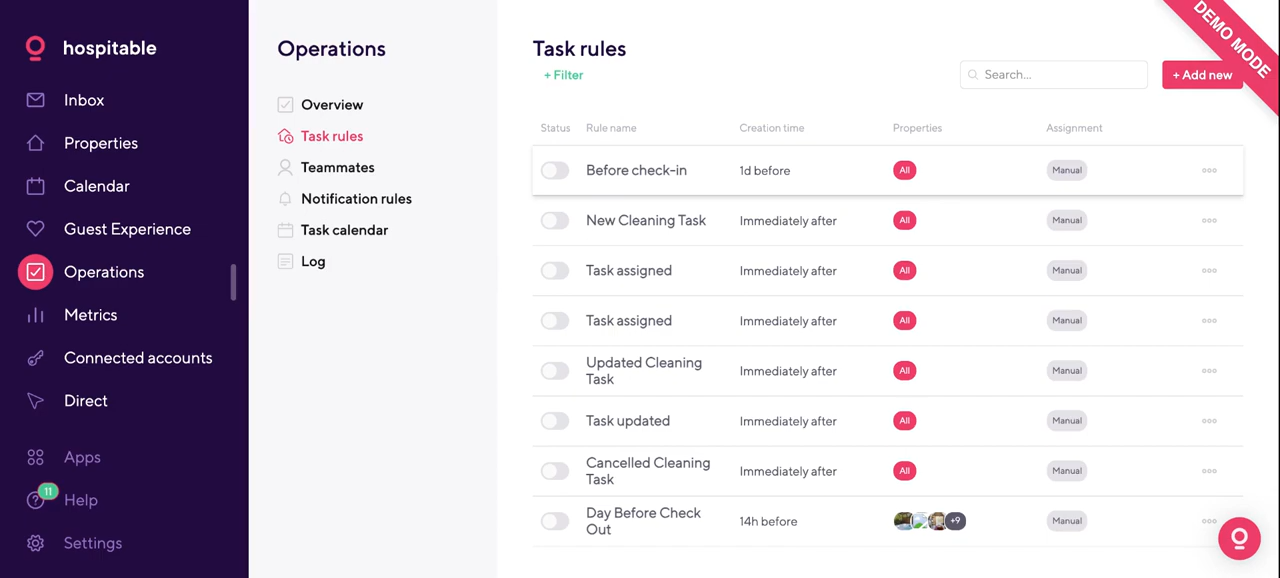 hospitable
Inbox
Properties
Calendar
Guest Experience
Operations
Metrics
Connected accounts
Direct
Apps
11
Help
Settings
Operations
Overview
Task rules
Teammates
Notification rules
Task calendar
Log
Task rules
+ Filter
Search...
+ Add new
DEMO MODE
Status Rule name Creation time Properties Assignment
Before check-in 1d before All Manual
New Cleaning Task Immediately after All Manual
Task assigned Immediately after All Manual
Task assigned Immediately after All Manual
Updated Cleaning
Task Immediately after All Manual
Task updated Immediately after All Manual
Cancelled Cleaning
Task Immediately after All Manual
Day Before Check
Out 14h before +9 Manual